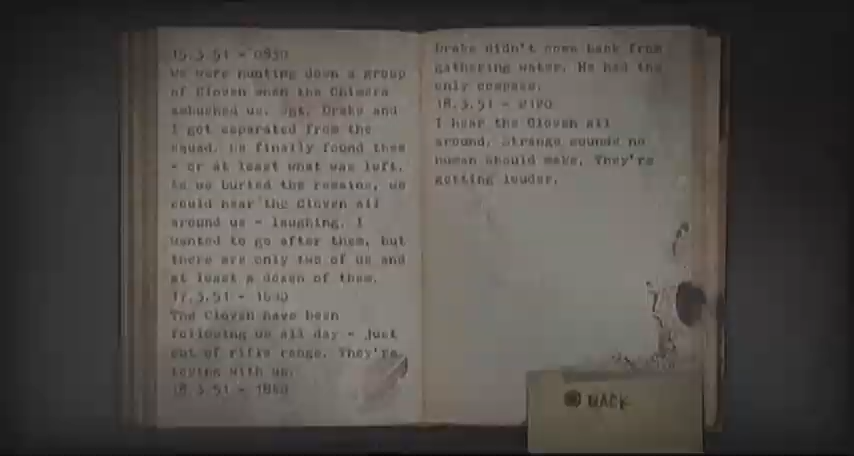 15.3.51 - 0830
We were hunting down a group
of Cloven when the Chimera
ambushed us. Sgt. Drake and
I got separated from the
squad. We finally found them
- or at least what was left.
As we buried the remains, we
could hear the Cloven all
around us - laughing. I
wanted to go after them, but
there are only two of us and
at least a dozen of them.
17.3.51 -
The Cloven have been
following us all day - just
out of rifle range. They're
toying with us.
18.3.51 -
Drake didn't come back from
gathering water. He had the
only compass.
18.3.51 -
I hear the Cloven all
around. Strange sounds no
human should make. They're
getting louder.
BACK